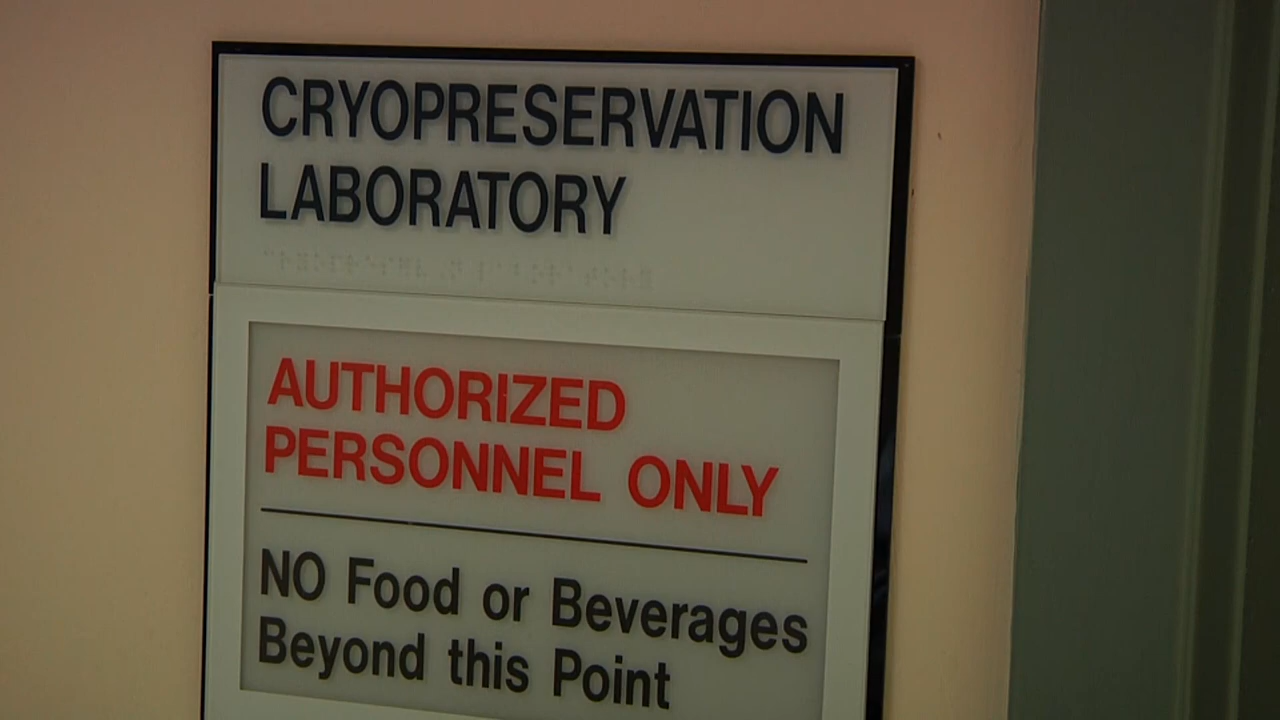 CRYOPRESERVATION
LABORATORY
AUTHORIZED
PERSONNEL ONLY
NO Food or Beverages
Beyond this Point